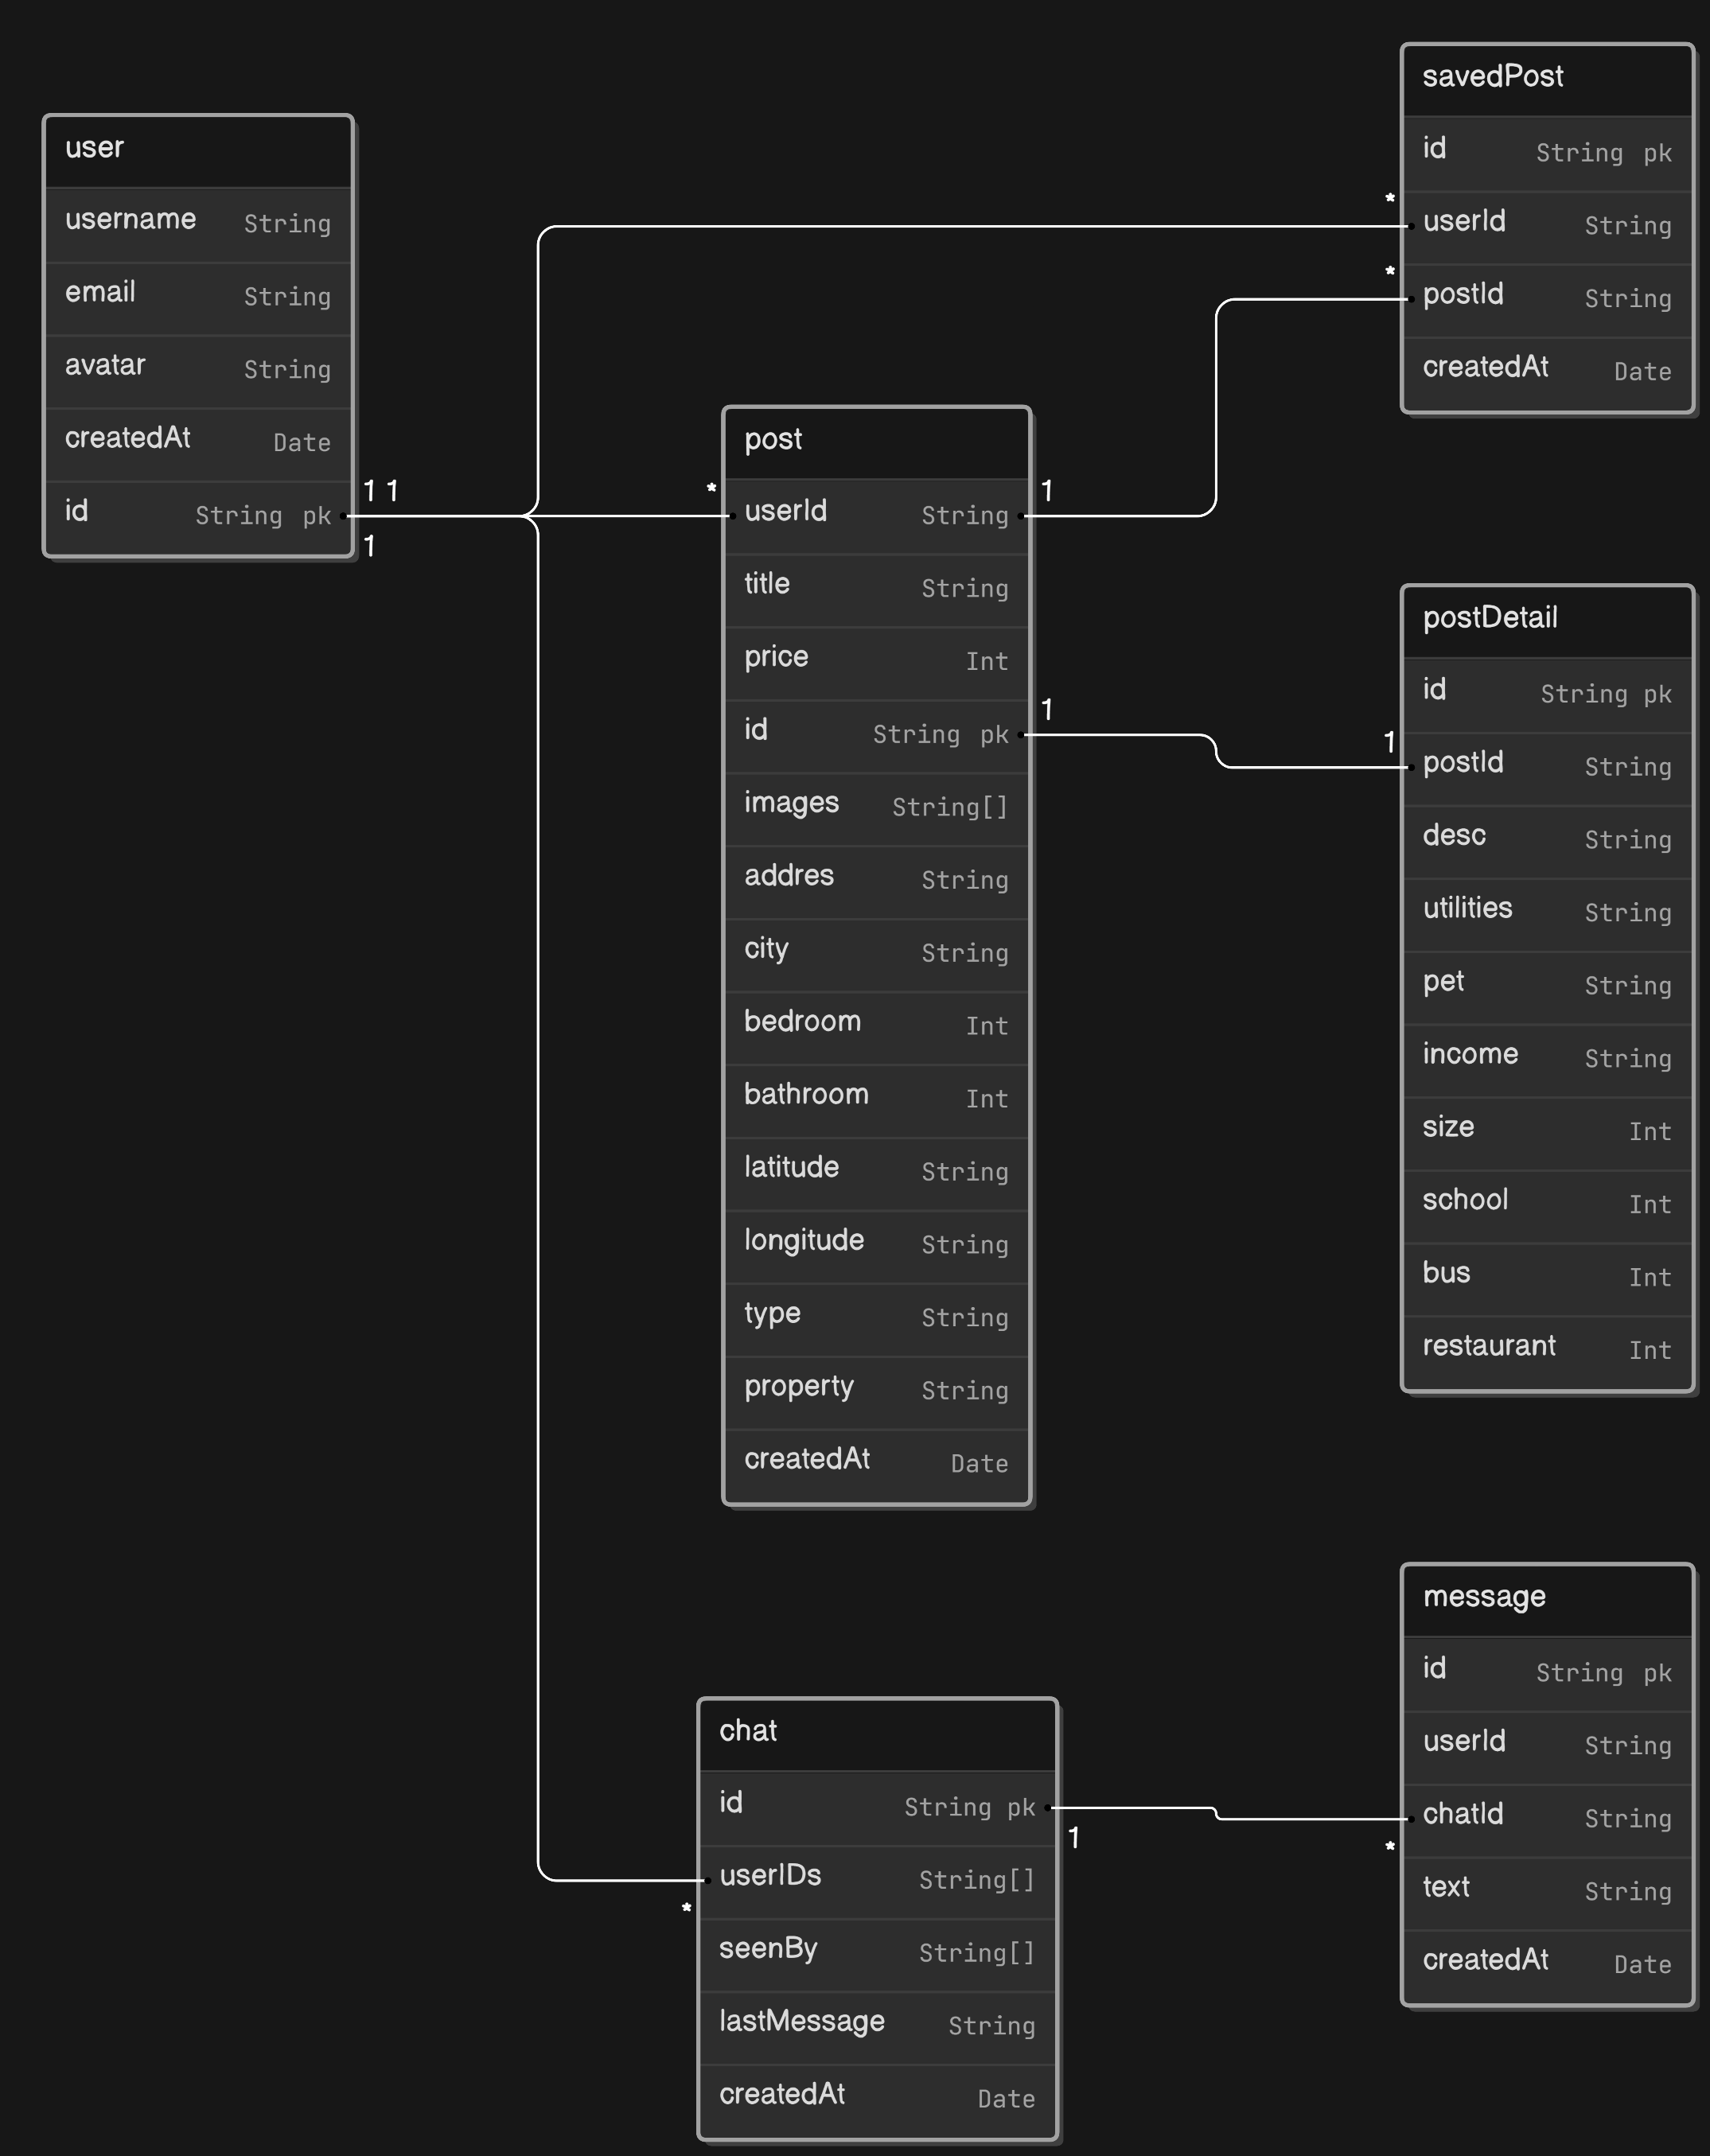 user
username String
email String
avatar String
createdAt Date
id String pk
1 1
1
savedPost
id String pk
*
userId String
*
postId String
createdAt Date
post
*
1
userId String
title String
price Int
1
id String pk
images String[]
addres String
city String
bedroom Int
bathroom Int
latitude String
longitude String
type String
property String
createdAt Date
postDetail
id String pk
1
postId String
desc String
utilities String
pet String
income String
size Int
school Int
bus Int
restaurant Int
chat
id String pk
1
userIDs String[]
*
seenBy String[]
lastMessage String
createdAt Date
message
id String pk
userId String
chatId String
*
text String
createdAt Date